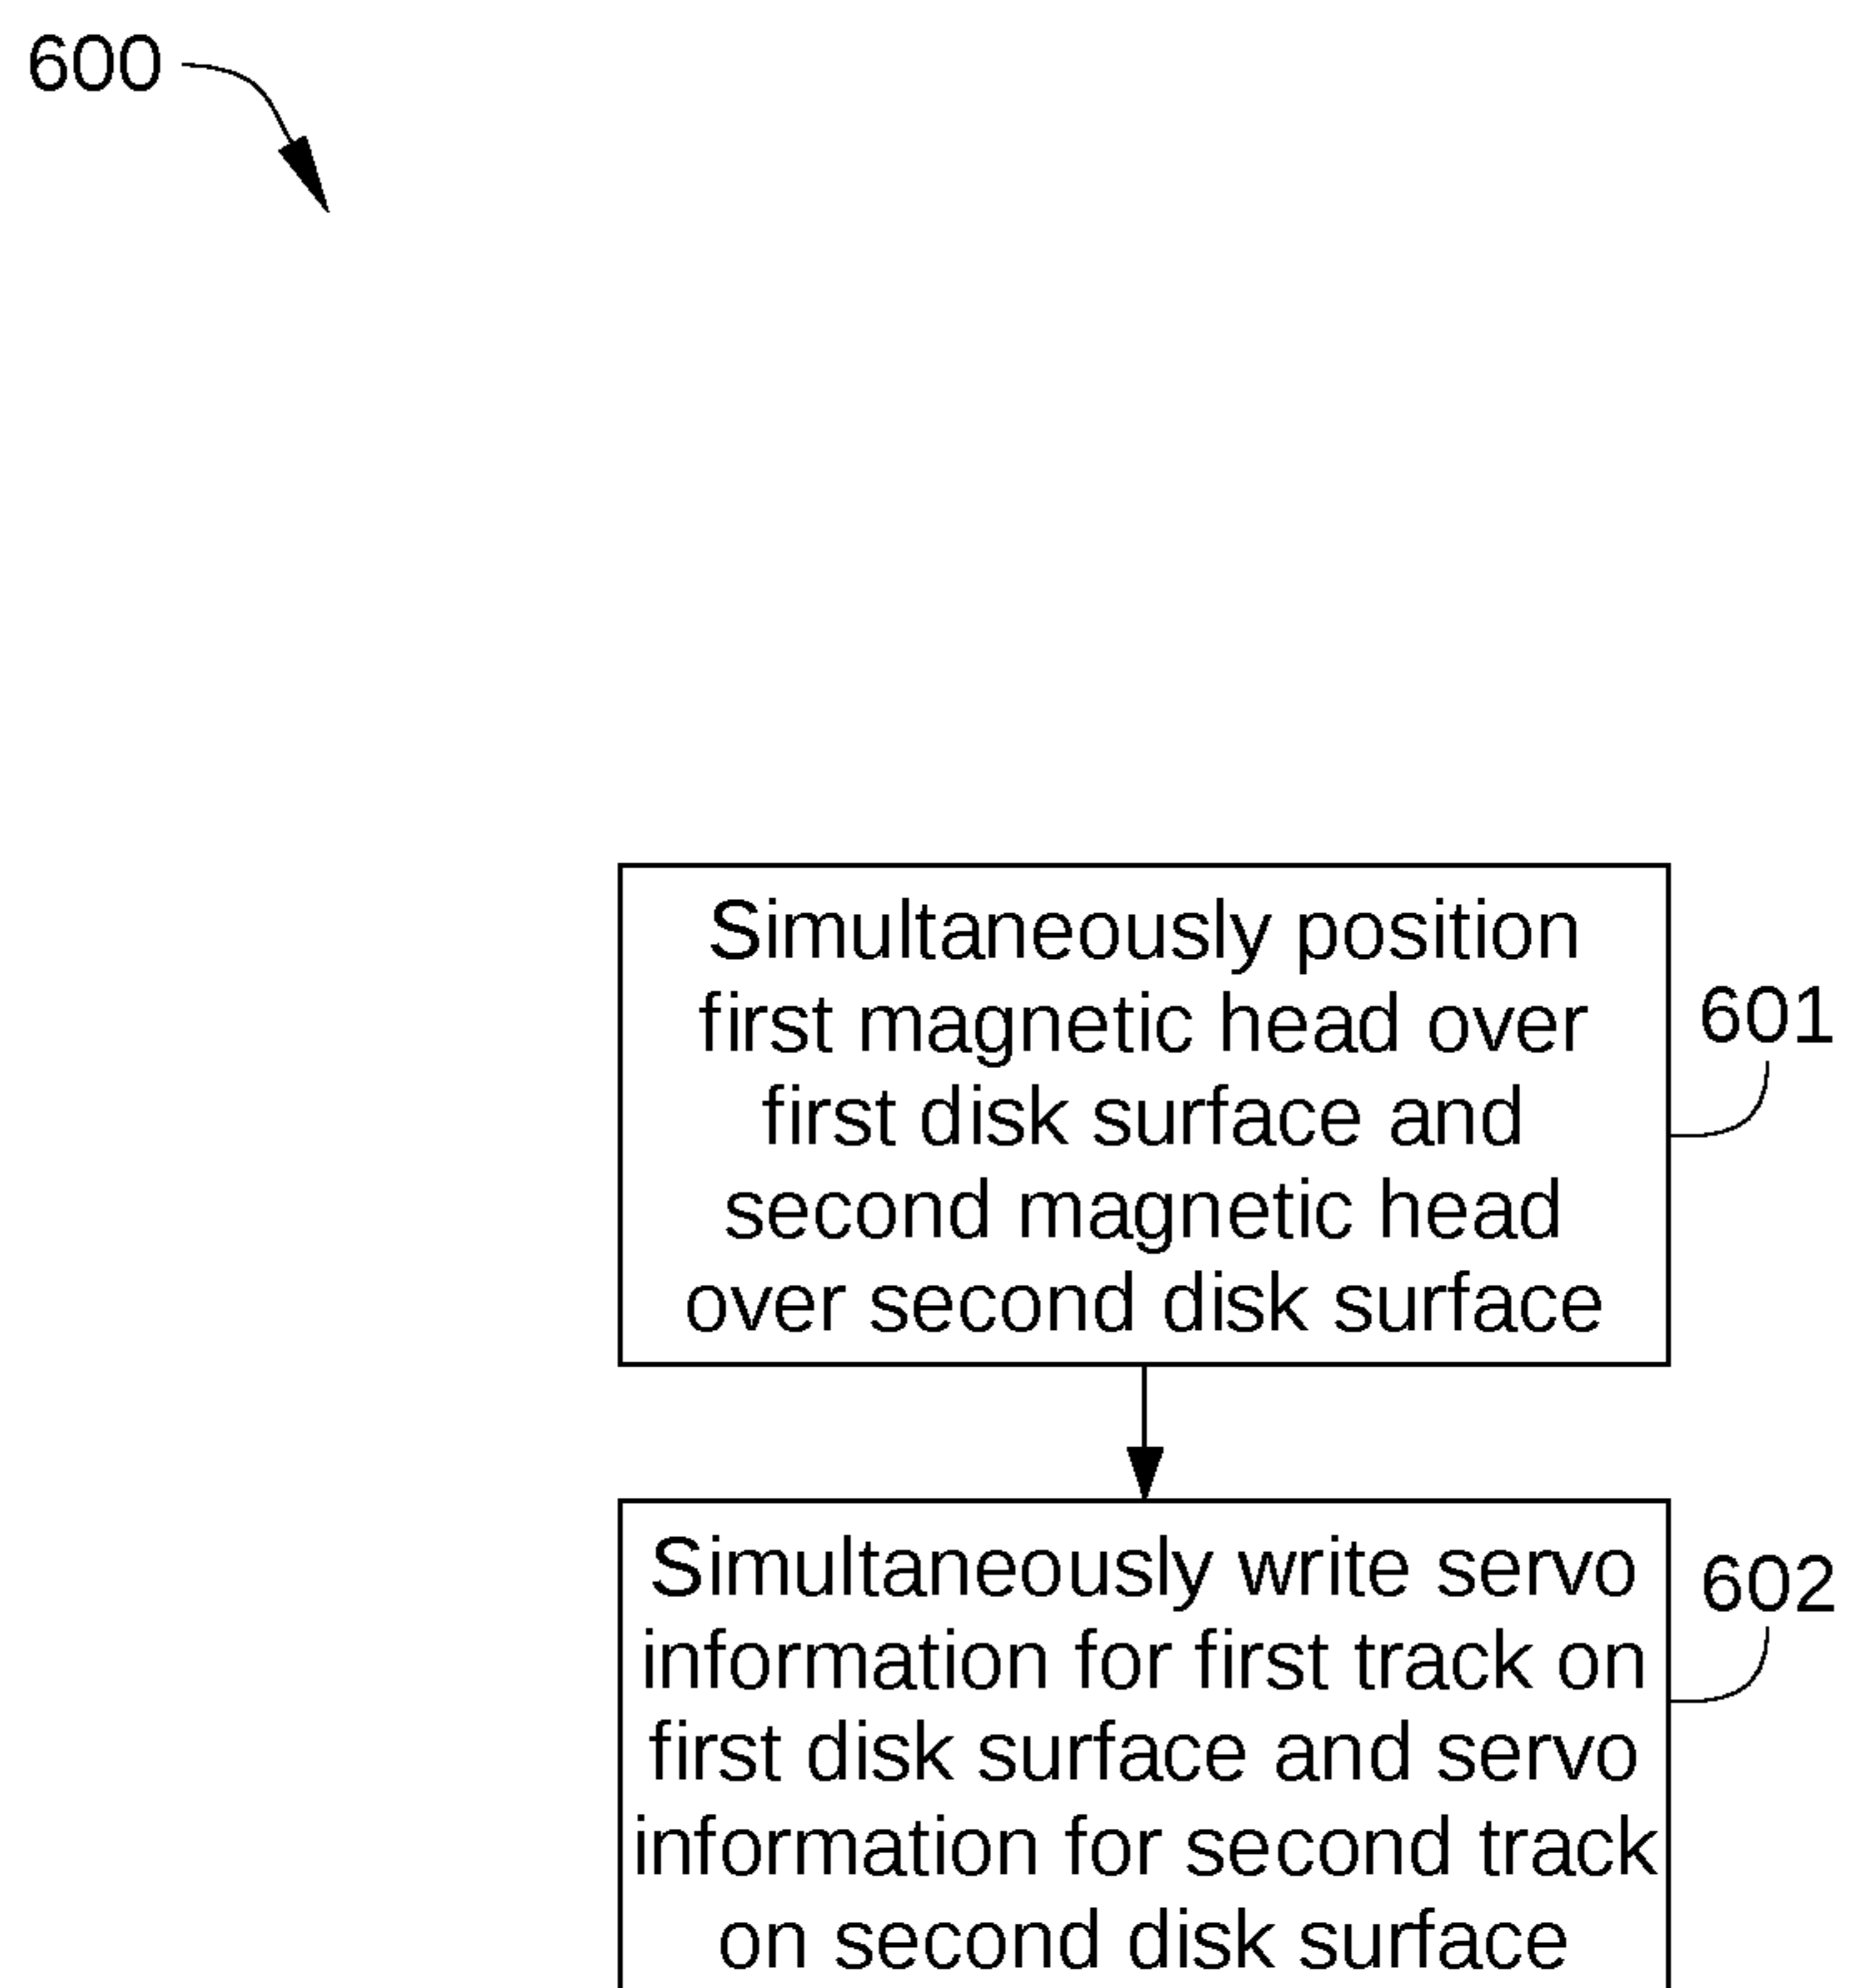 600
Simultaneously position
first magnetic head over
first disk surface and
second magnetic head
over second disk surface
601
Simultaneously write servo
information for first track on
first disk surface and servo
information for second track
on second disk surface
602